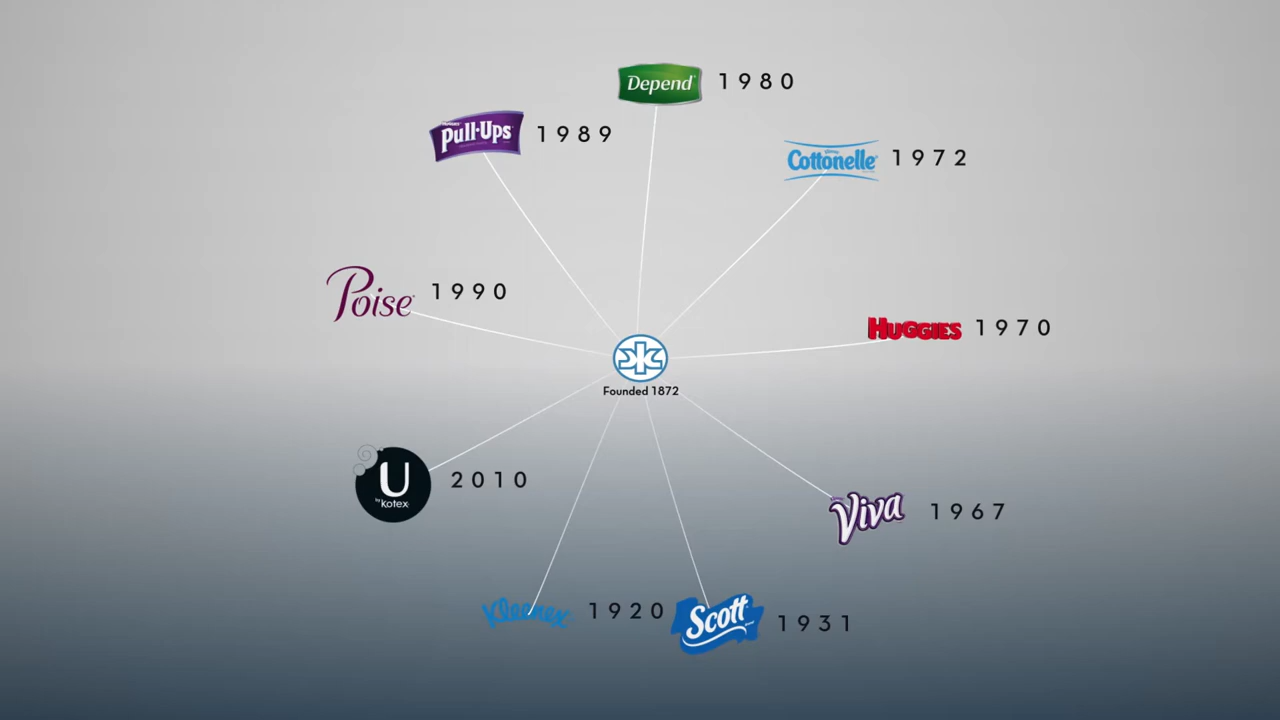 Depend
1980
Pull-Ups
1989
Cottonelle
1972
Poise
1990
HUGGIES
1970
Founded 1872
U
by Kotex
2010
Viva
1967
Kleenex
1920
Scott
1931